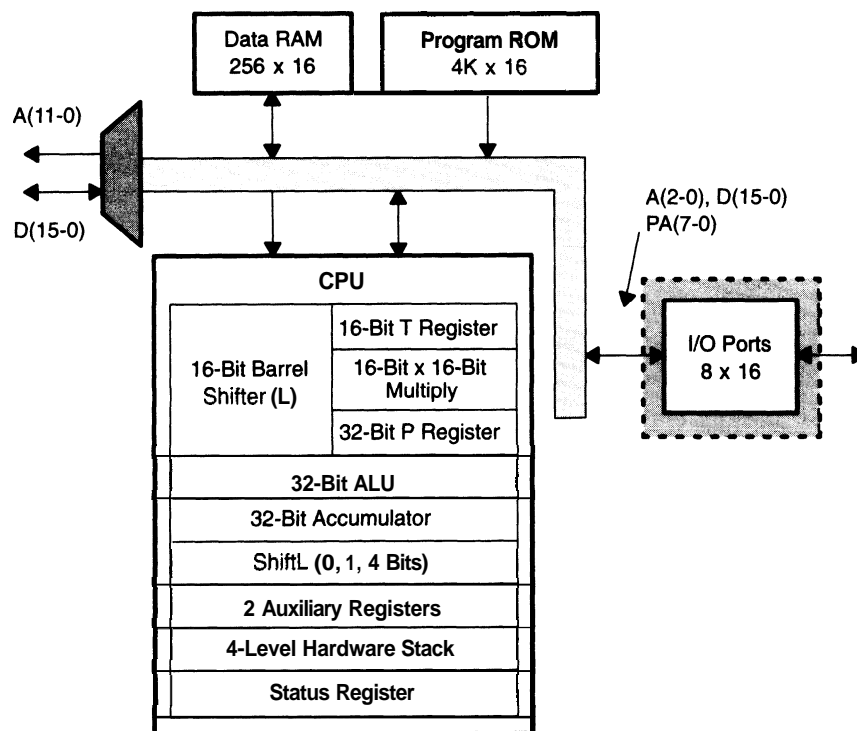 Data RAM
256 x 16
Program ROM
4K x 16
A(11-0)
D(15-0)
A(2-0), D(15-0)
PA(7-0)
CPU
16-Bit Barrel
Shifter (L)
16-Bit T Register
16-Bit x 16-Bit
Multiply
32-Bit P Register
I/O Ports
8 x 16
32-Bit ALU
32-Bit Accumulator
ShiftL (0, 1, 4 Bits)
2 Auxiliary Registers
4-Level Hardware Stack
Status Register